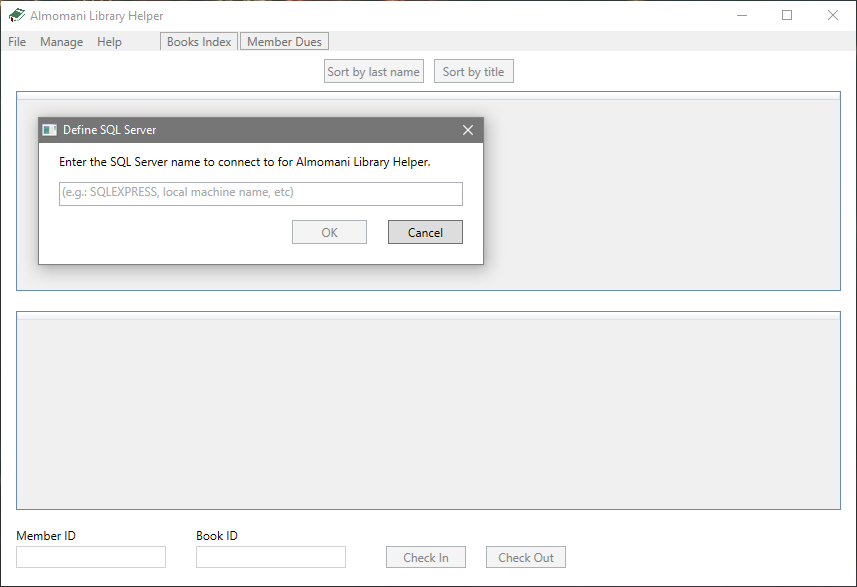 Almomani Library Helper
File Manage Help Books Index Member Dues
Sort by last name Sort by title
Define SQL Server
Enter the SQL Server name to connect to for Almomani Library Helper.
(e.g.: SQLEXPRESS, local machine name, etc)
OK Cancel
Member ID Book ID
Check In Check Out